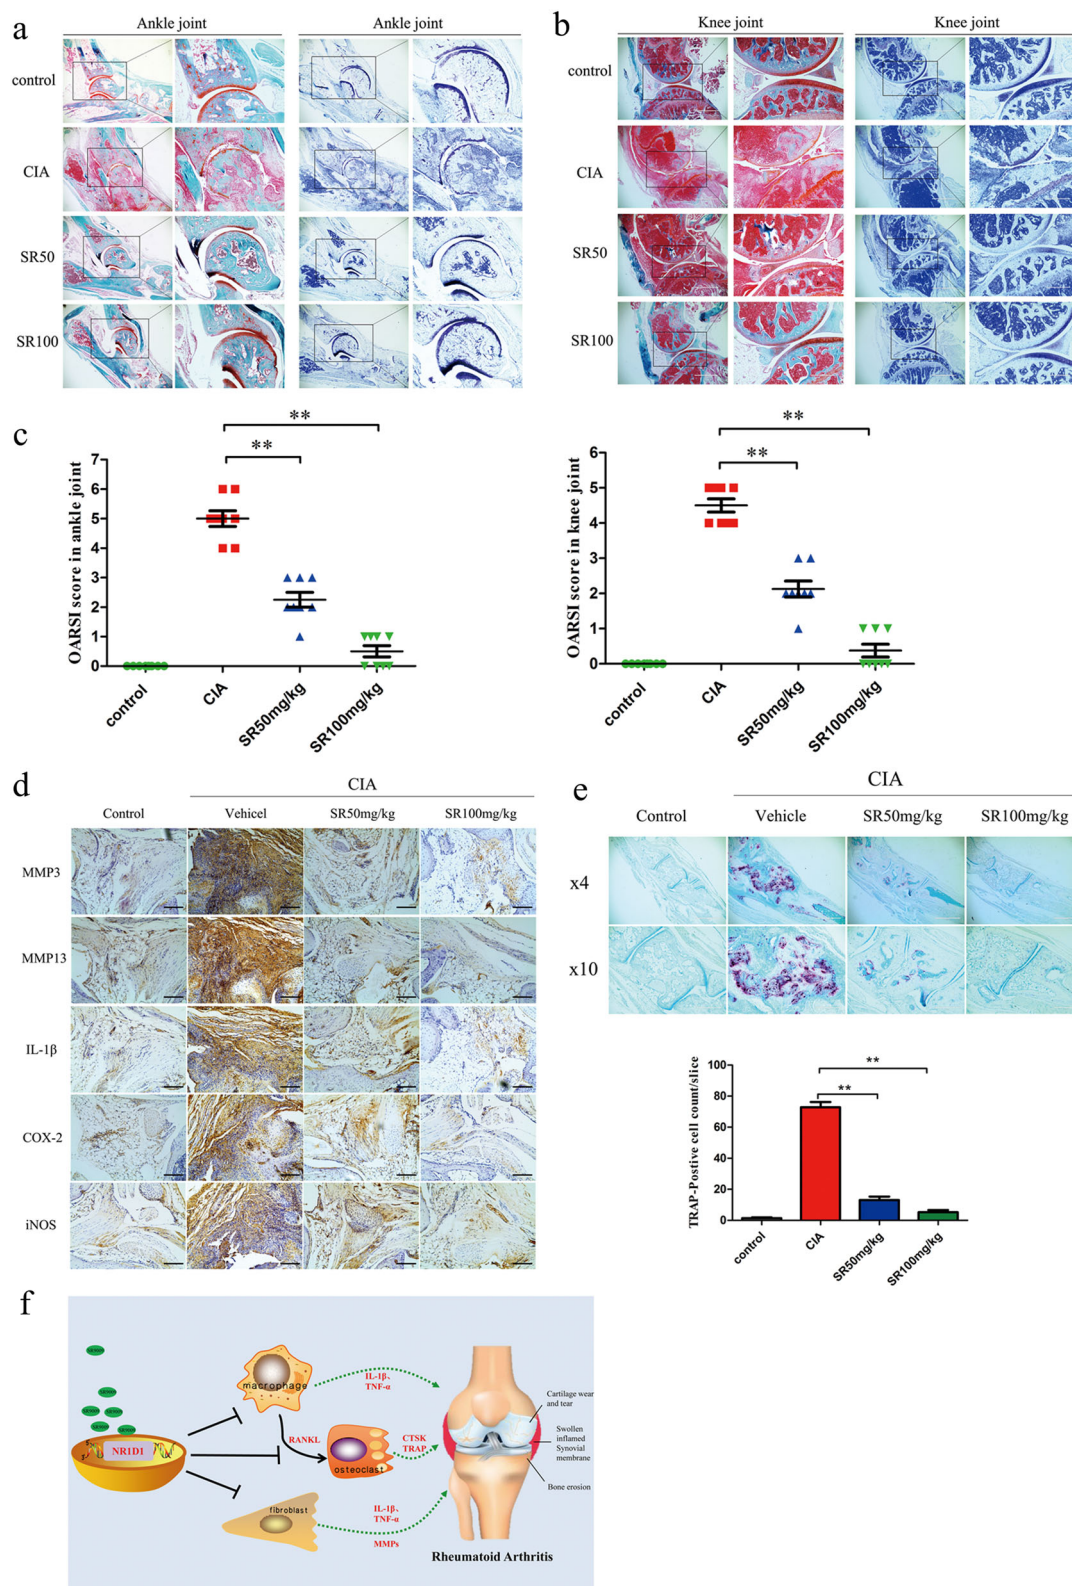 a
Ankle joint
Ankle joint
control
CIA
SR50
SR100
b
Knee joint
Knee joint
control
CIA
SR50
SR100
c
**
**
OARSI score in ankle joint
7
6
5
4
3
2
1
0
control
CIA
SR50mg/kg
SR100mg/kg
**
**
OARSI score in knee joint
6
5
4
3
2
1
0
control
CIA
SR50mg/kg
SR100mg/kg
d
CIA
Control
Vehicel
SR50mg/kg
SR100mg/kg
MMP3
MMP13
IL-1β
COX-2
iNOS
e
CIA
Control
Vehicle
SR50mg/kg
SR100mg/kg
x4
x10
**
**
TRAP-Postive cell count/slice
100
80
60
40
20
0
control
CIA
SR50mg/kg
SR100mg/kg
f
NR1D1
macrophage
IL-1β、
TNF-α
RANKL
osteoclast
CTSK
TRAP
fibroblast
IL-1β、
TNF-α
MMPs
Cartilage wear
and tear
Swollen
inflamed
Synovial
membrane
Bone erosion
Rheumatoid Arthritis